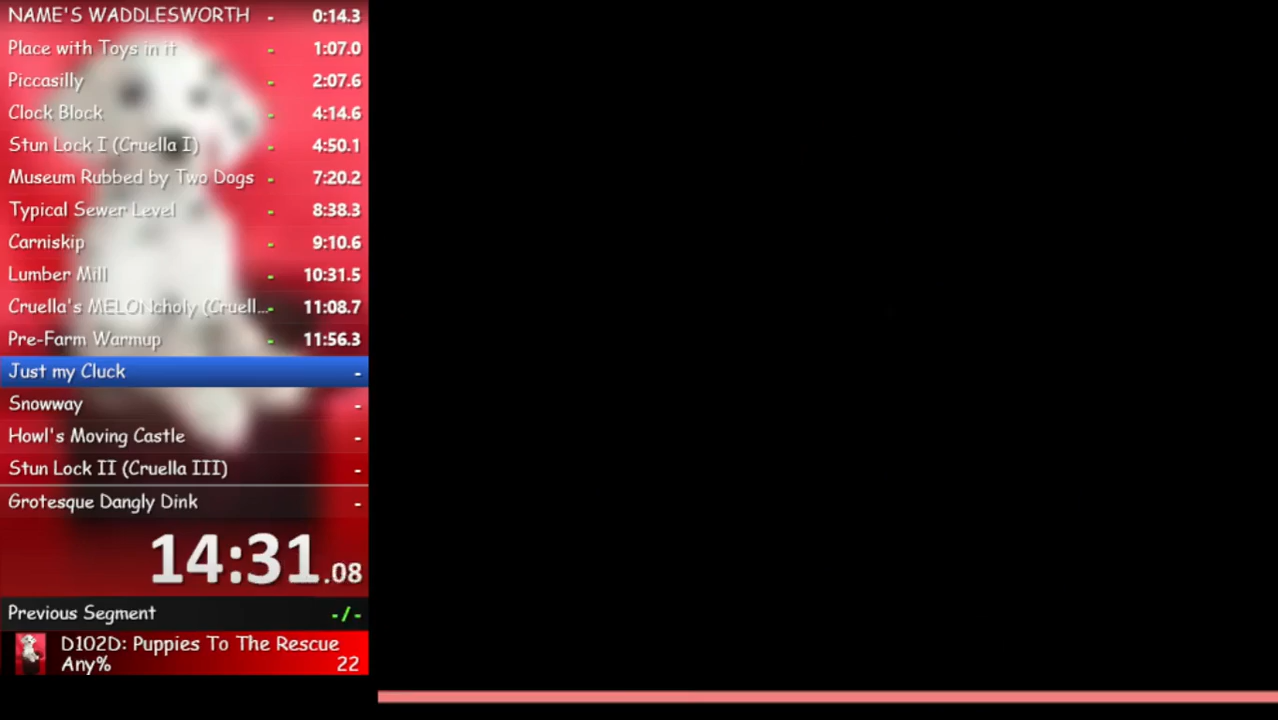 NAME'S WADDLESWORTH - 0:14.3
Place with Toys in it - 1:07.0
Piccasilly - 2:07.6
Clock Block - 4:14.6
Stun Lock I (Cruella I) - 4:50.1
Museum Rubbed by Two Dogs - 7:20.2
Typical Sewer Level - 8:38.3
Carniskip - 9:10.6
Lumber Mill - 10:31.5
Cruella's MELONcholy (Cruell... - 11:08.7
Pre-Farm Warmup - 11:56.3
Just my Cluck -
Snowway -
Howl's Moving Castle -
Stun Lock II (Cruella III) -
Grotesque Dangly Dink -
14:31.08
Previous Segment -/-
D102D: Puppies To The Rescue
Any% 22